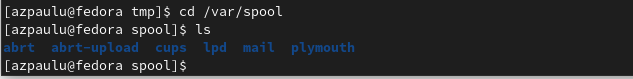 [azpaulu@fedora tmp]$ cd /var/spool
[azpaulu@fedora spool]$ ls
abrt  abrt-upload  cups  lpd  mail  plymouth
[azpaulu@fedora spool]$